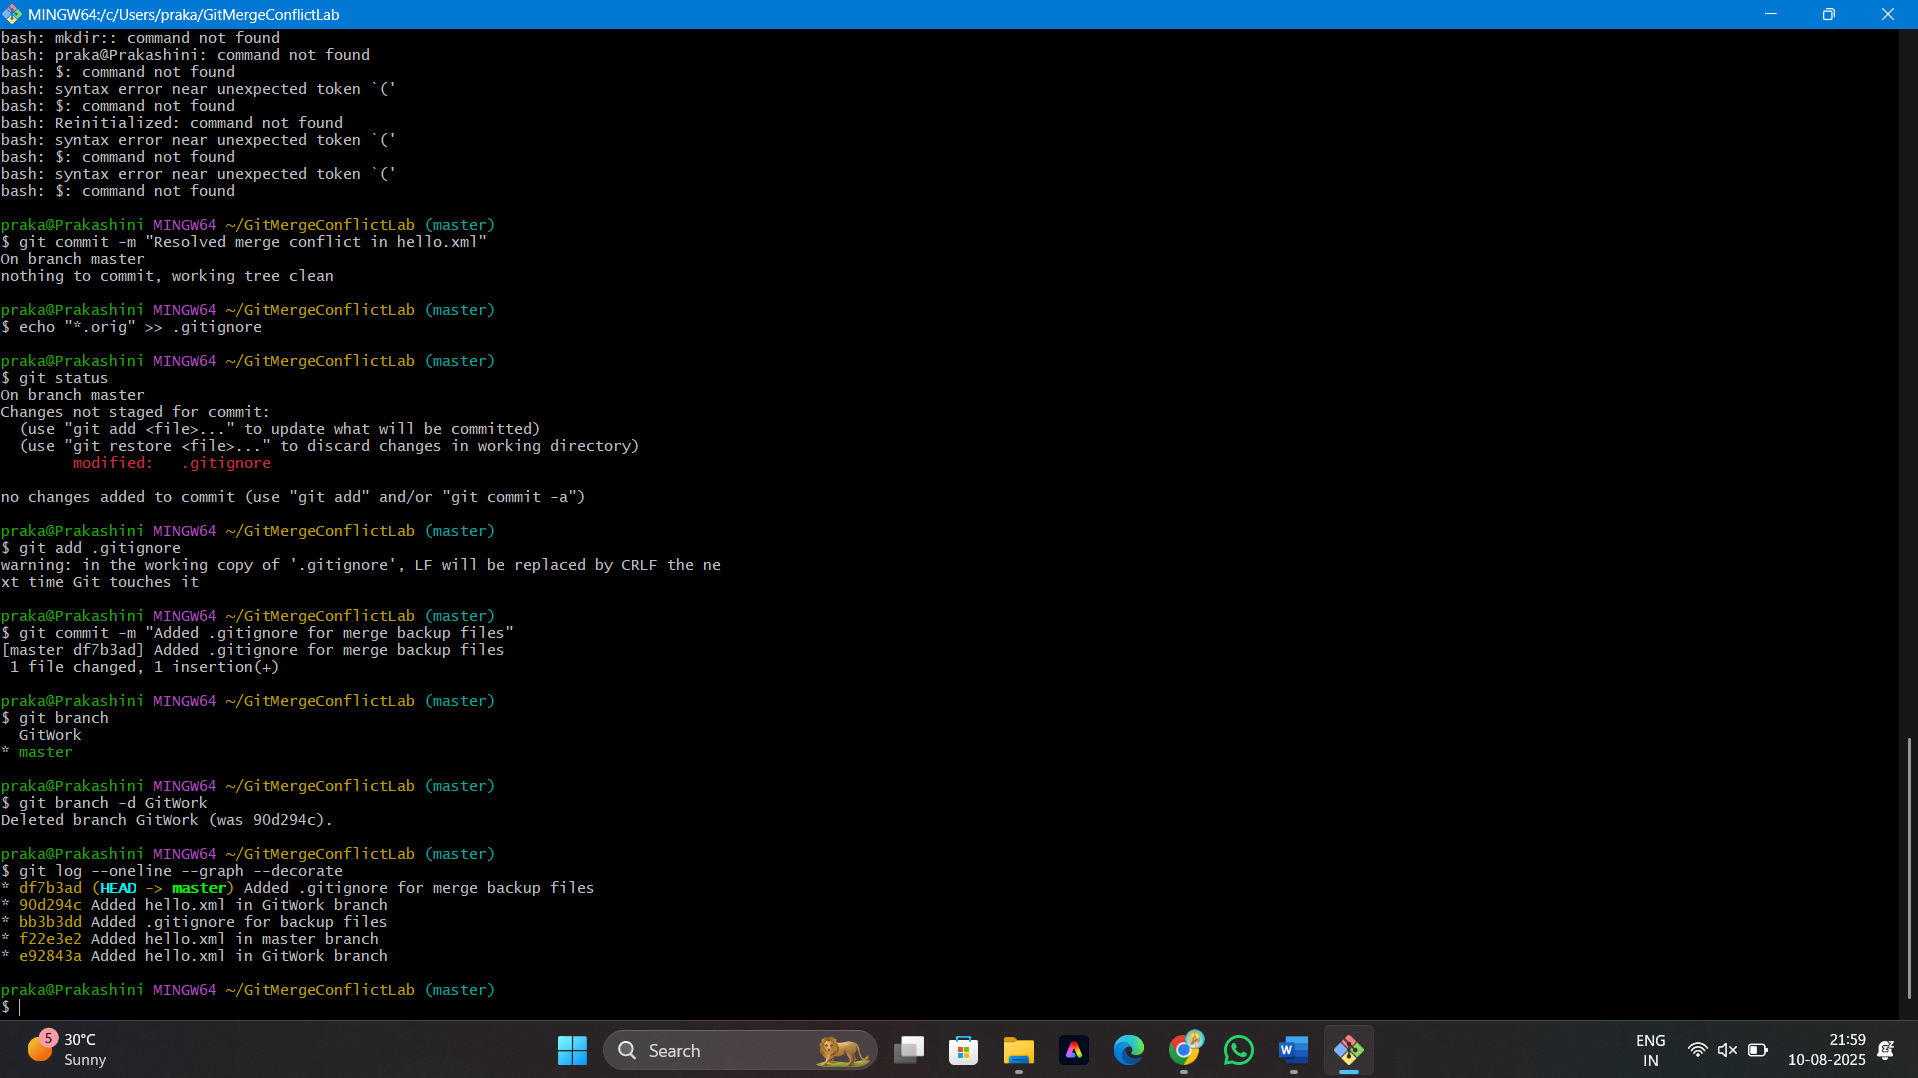 MINGW64:/c/Users/praka/GitMergeConflictLab
bash: mkdir:: command not found
bash: praka@Prakashini: command not found
bash: $: command not found
bash: syntax error near unexpected token `('
bash: $: command not found
bash: Reinitialized: command not found
bash: syntax error near unexpected token `('
bash: $: command not found
bash: syntax error near unexpected token `('
bash: $: command not found
praka@Prakashini MINGW64 ~/GitMergeConflictLab (master)
$ git commit -m "Resolved merge conflict in hello.xml"
On branch master
nothing to commit, working tree clean
praka@Prakashini MINGW64 ~/GitMergeConflictLab (master)
$ echo "*.orig" >> .gitignore
praka@Prakashini MINGW64 ~/GitMergeConflictLab (master)
$ git status
On branch master
Changes not staged for commit:
  (use "git add <file>..." to update what will be committed)
  (use "git restore <file>..." to discard changes in working directory)
        modified:   .gitignore
no changes added to commit (use "git add" and/or "git commit -a")
praka@Prakashini MINGW64 ~/GitMergeConflictLab (master)
$ git add .gitignore
warning: in the working copy of '.gitignore', LF will be replaced by CRLF the ne
xt time Git touches it
praka@Prakashini MINGW64 ~/GitMergeConflictLab (master)
$ git commit -m "Added .gitignore for merge backup files"
[master df7b3ad] Added .gitignore for merge backup files
 1 file changed, 1 insertion(+)
praka@Prakashini MINGW64 ~/GitMergeConflictLab (master)
$ git branch
  GitWork
* master
praka@Prakashini MINGW64 ~/GitMergeConflictLab (master)
$ git branch -d GitWork
Deleted branch GitWork (was 90d294c).
praka@Prakashini MINGW64 ~/GitMergeConflictLab (master)
$ git log --oneline --graph --decorate
* df7b3ad (HEAD -> master) Added .gitignore for merge backup files
* 90d294c Added hello.xml in GitWork branch
* bb3b3dd Added .gitignore for backup files
* f22e3e2 Added hello.xml in master branch
* e92843a Added hello.xml in GitWork branch
praka@Prakashini MINGW64 ~/GitMergeConflictLab (master)
$
5
30°C
Sunny
Search
W
ENG
IN
21:59
10-08-2025